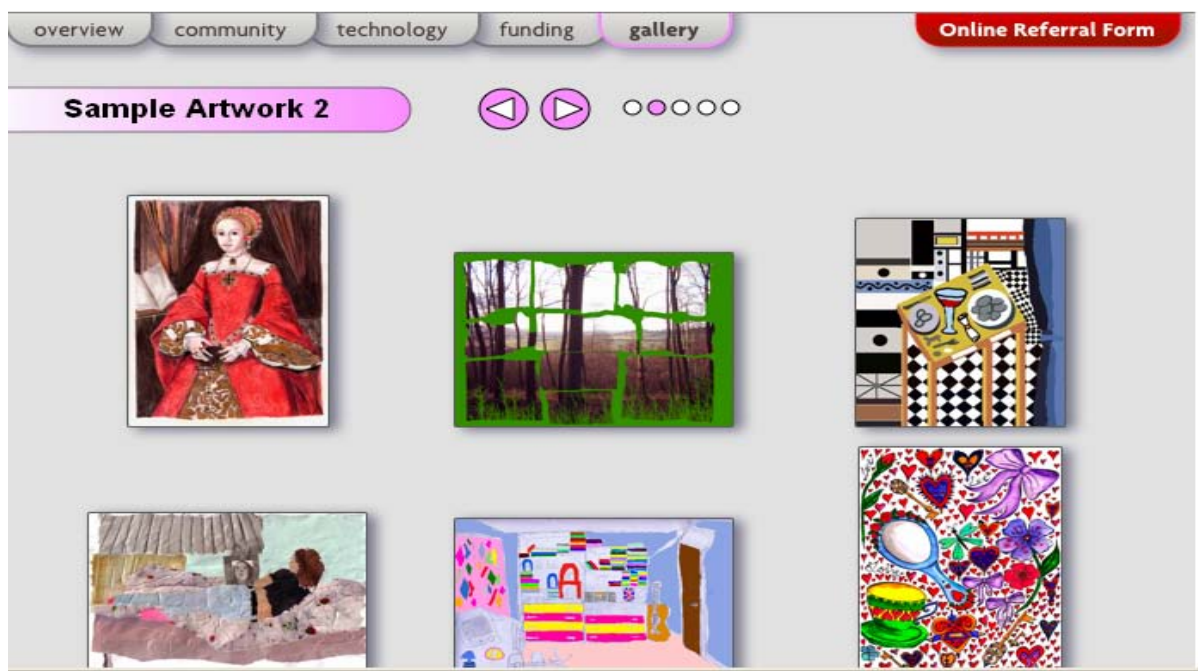 overview community technology funding gallery Online Referral Form
Sample Artwork 2
A